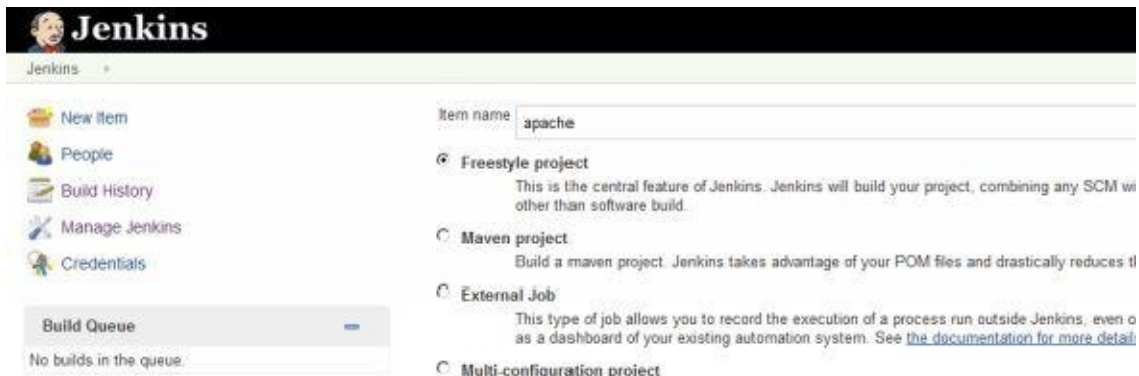 Jenkins
Jenkins
New Item
People
Build History
Manage Jenkins
Credentials
Build Queue
No builds in the queue.
Item name apache
Freestyle project
This is the central feature of Jenkins. Jenkins will build your project, combining any SCM wi
other than software build.
Maven project
Build a maven project. Jenkins takes advantage of your POM files and drastically reduces th
External Job
This type of job allows you to record the execution of a process run outside Jenkins, even o
as a dashboard of your existing automation system. See the documentation for more details
Multi-configuration project